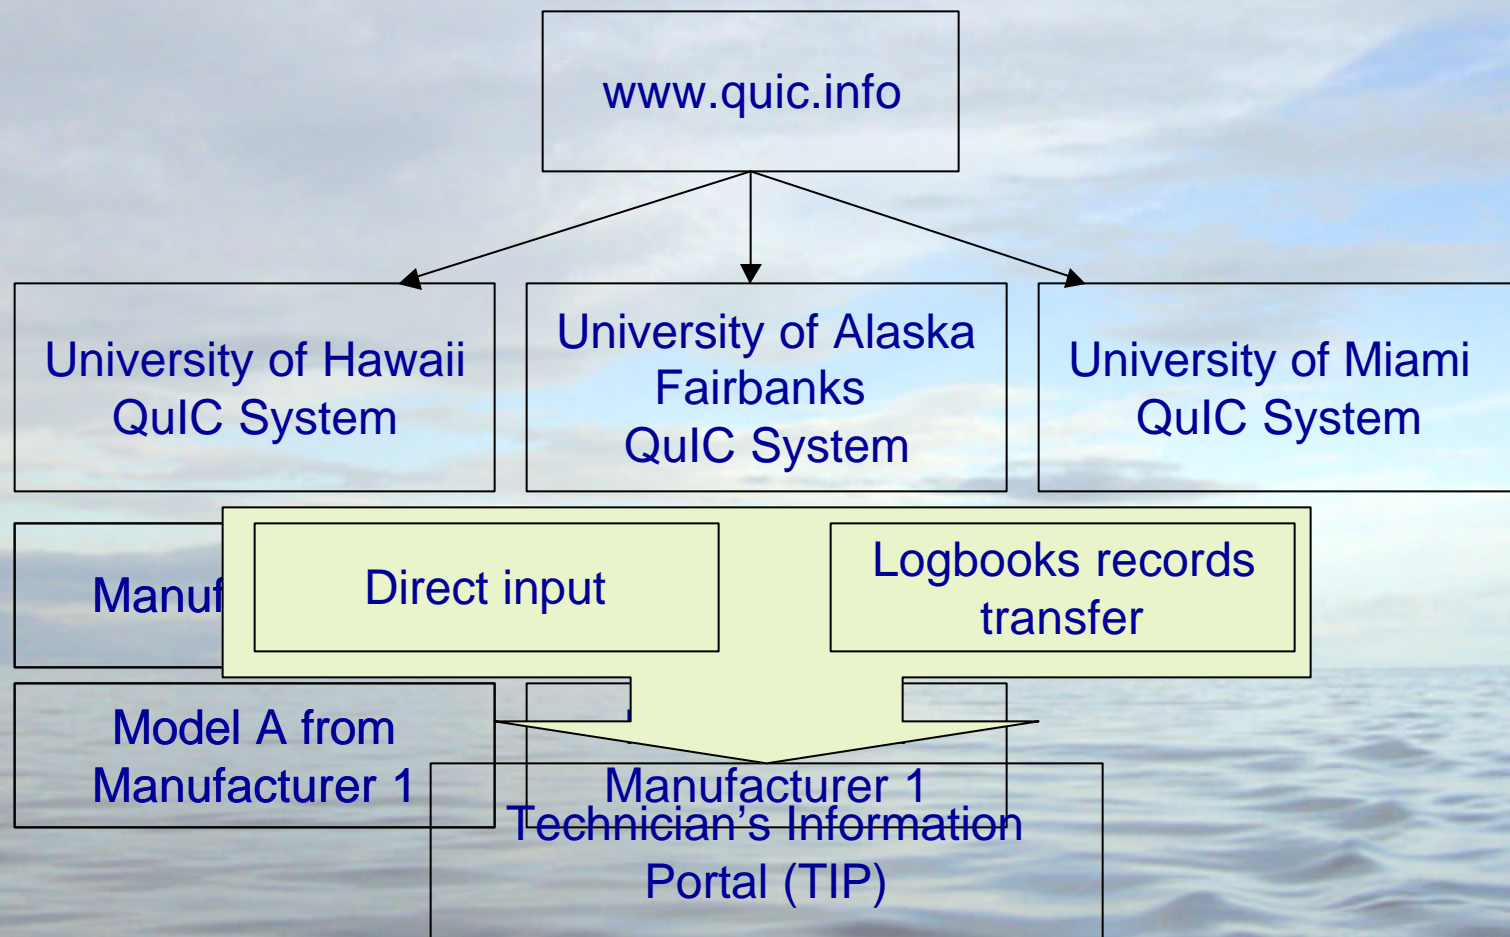 www.quic.info
University of Hawaii
QuIC System
University of Alaska
Fairbanks
QuIC System
University of Miami
QuIC System
Direct input
Logbooks records
transfer
Model A from
Manufacturer 1
Manufacturer 1
Technician’s Information
Portal (TIP)